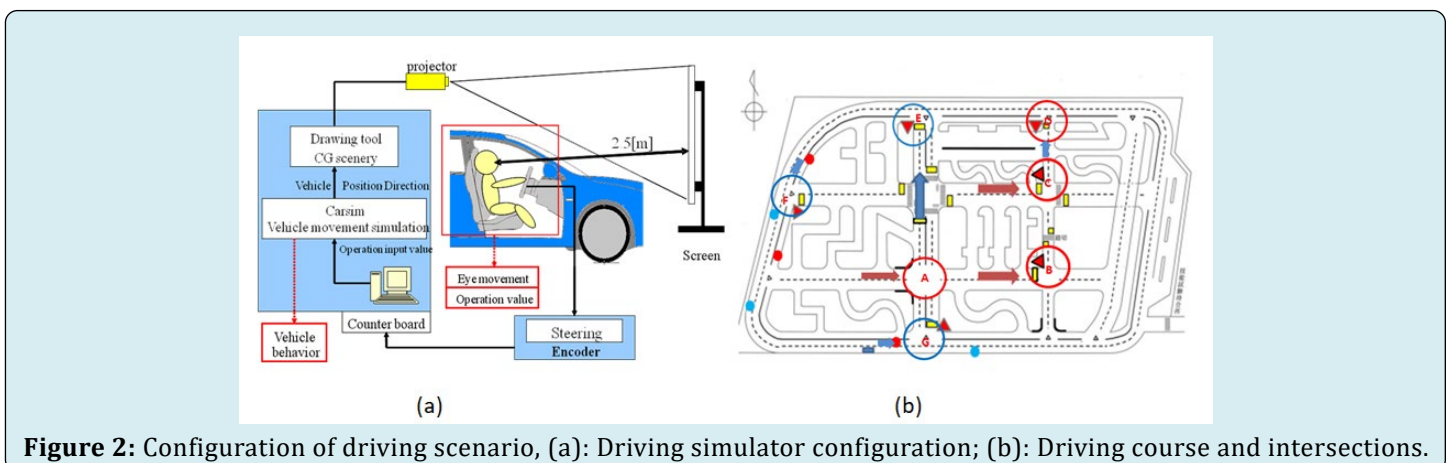 projector
Drawing tool
CG scenery
Vehicle Position Direction
Carsim
Vehicle movement simulation
Operation input value
Counter board
Vehicle
behavior
2.5[m]
Eye movement
Operation value
Steering
Encoder
Screen
E
C
F
A
B
G
(a)
(b)
Figure 2: Configuration of driving scenario, (a): Driving simulator configuration; (b): Driving course and intersections.